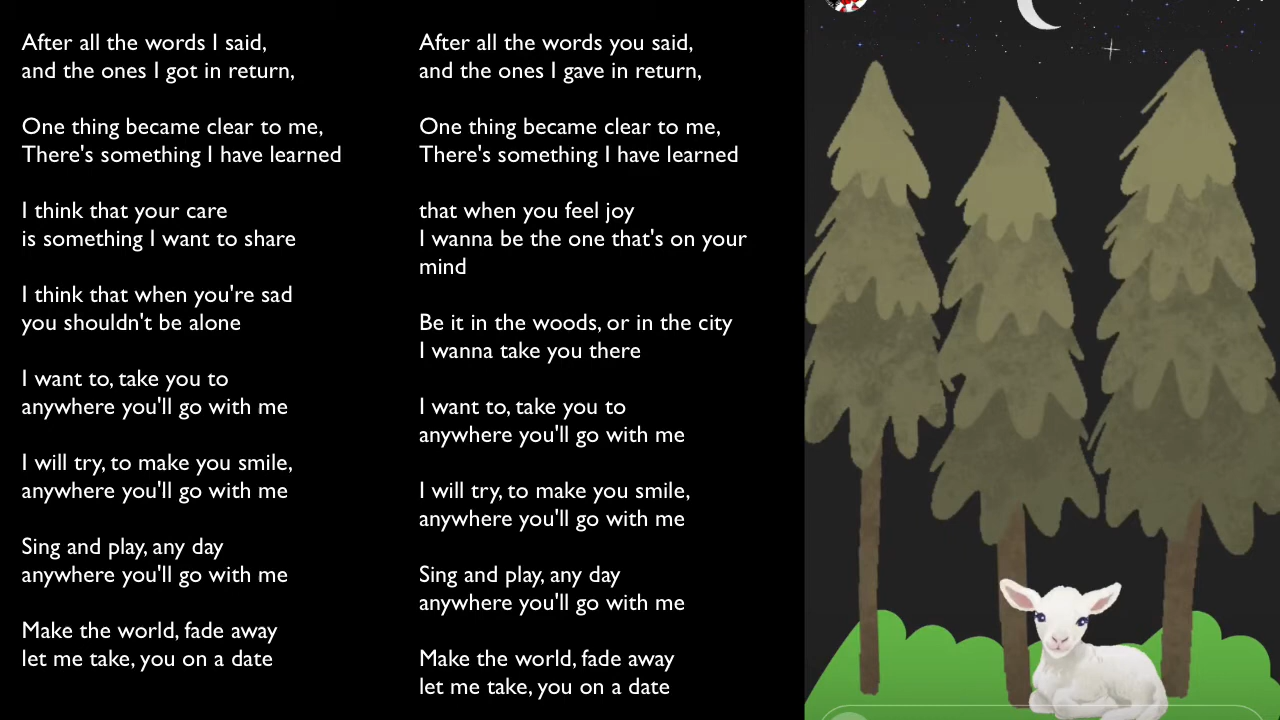 After all the words I said,
and the ones I got in return,
One thing became clear to me,
There's something I have learned
I think that your care
is something I want to share
I think that when you're sad
you shouldn't be alone
I want to, take you to
anywhere you'll go with me
I will try, to make you smile,
anywhere you'll go with me
Sing and play, any day
anywhere you'll go with me
Make the world, fade away
let me take, you on a date
After all the words you said,
and the ones I gave in return,
One thing became clear to me,
There's something I have learned
that when you feel joy
I wanna be the one that's on your
mind
Be it in the woods, or in the city
I wanna take you there
I want to, take you to
anywhere you'll go with me
I will try, to make you smile,
anywhere you'll go with me
Sing and play, any day
anywhere you'll go with me
Make the world, fade away
let me take, you on a date